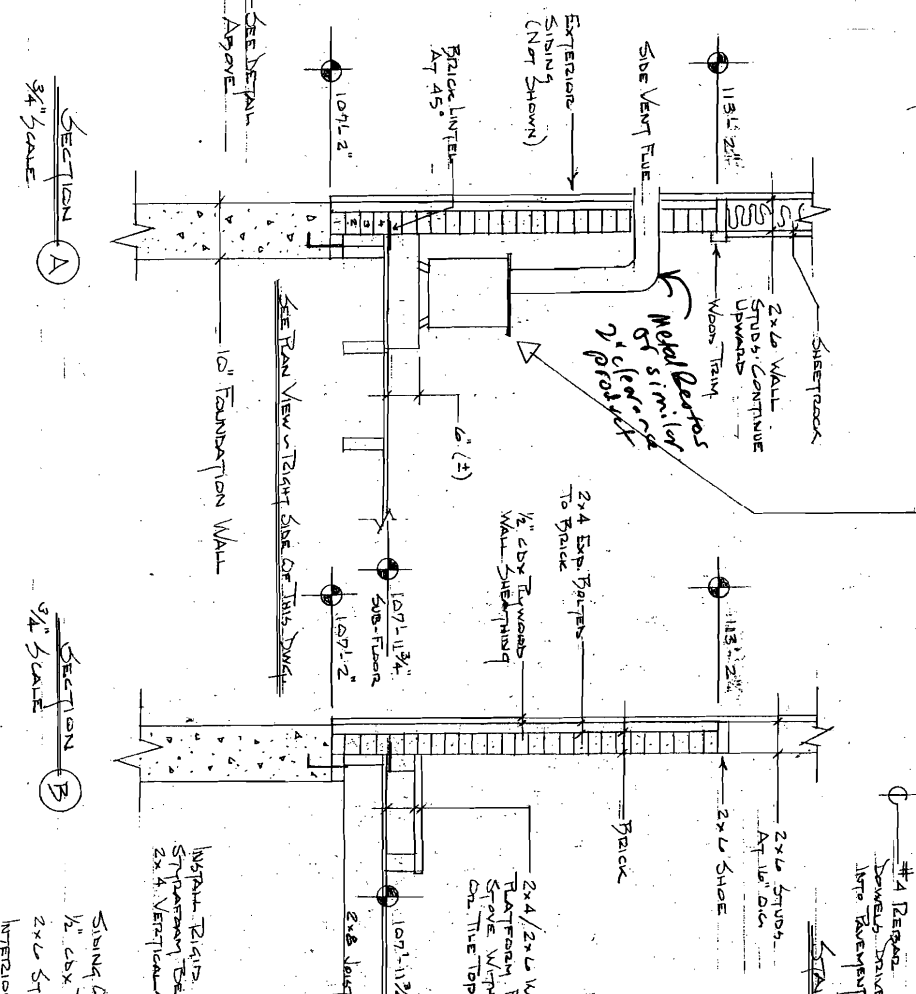 SEE DETAIL
ABOVE
SECTION
3/4" SCALE
A
107'-2"
BRICK LINTEL
AT 45°
EXTERIOR
SIDING
(NOT SHOWN)
SIDE VENT FLUE
113'-2"
SHEETROCK
2x6 WALL
STUDS CONTINUE
UPWARD
WOOD TRIM
Metalbestos
or similar
2" clearance
product
6" (±)
10" FOUNDATION WALL
SEE PLAN VIEW RIGHT SIDE OF THIS DWG.
107'-11 3/4"
SUB-FLOOR
107'-2"
SECTION
3/4" SCALE
B
113'-2"
2x4 EXP. BOLTED
TO BRICK
1/2" CDX PLYWOOD
WALL SHEATHING
#4 REBAR
DOWELS
INTO PAVEMENT
2x6 STUDS
AT 16" O.C.
2x6 SHOE
BRICK
2x4/2x6
PLATFORM
STOVE WITH
OR TILE TOP
107'-11
2x8 JOIST
INSTALL RIGID
2x4 VERTICAL
SIDING
1/2" CDX
2x6 ST
INTERIO